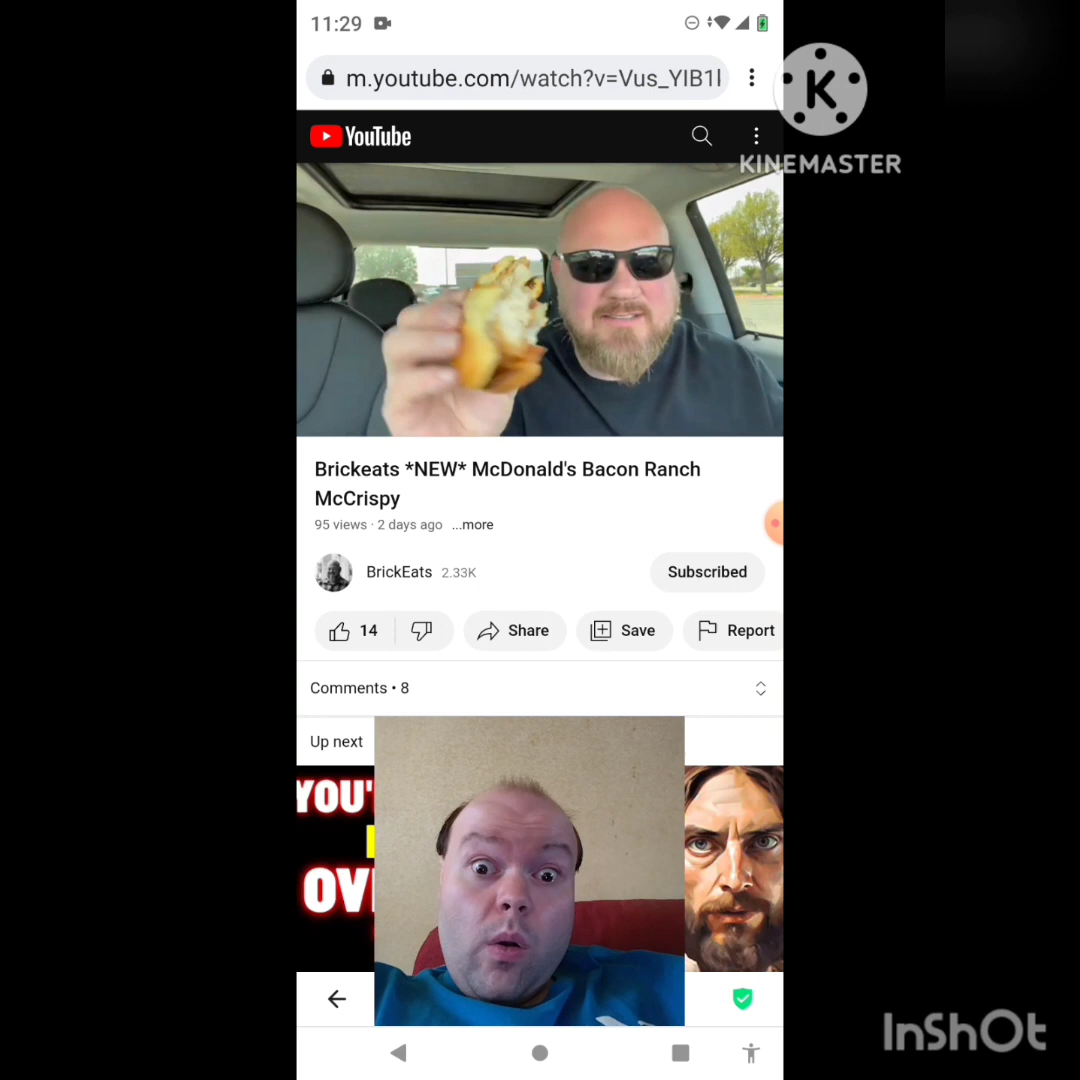 11:29
m.youtube.com/watch?v=Vus_YIB1
K
KINEMASTER
YouTube
Brickeats *NEW* McDonald's Bacon Ranch
McCrispy
95 views · 2 days ago ...more
BrickEats 2.33K
Subscribed
14
Share
Save
Report
Comments • 8
Up next
YOU'
OV
InShOt